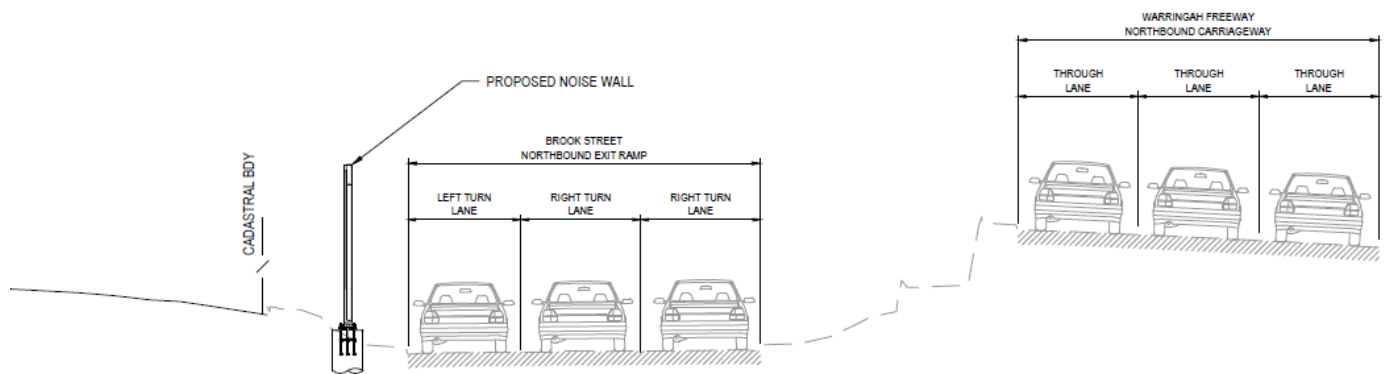 WARRINGAH FREEWAY
NORTHBOUND CARRIAGEWAY
THROUGH
LANE
THROUGH
LANE
THROUGH
LANE
PROPOSED NOISE WALL
BROOK STREET
NORTHBOUND EXIT RAMP
CADASTRAL BDY
LEFT TURN
LANE
RIGHT TURN
LANE
RIGHT TURN
LANE